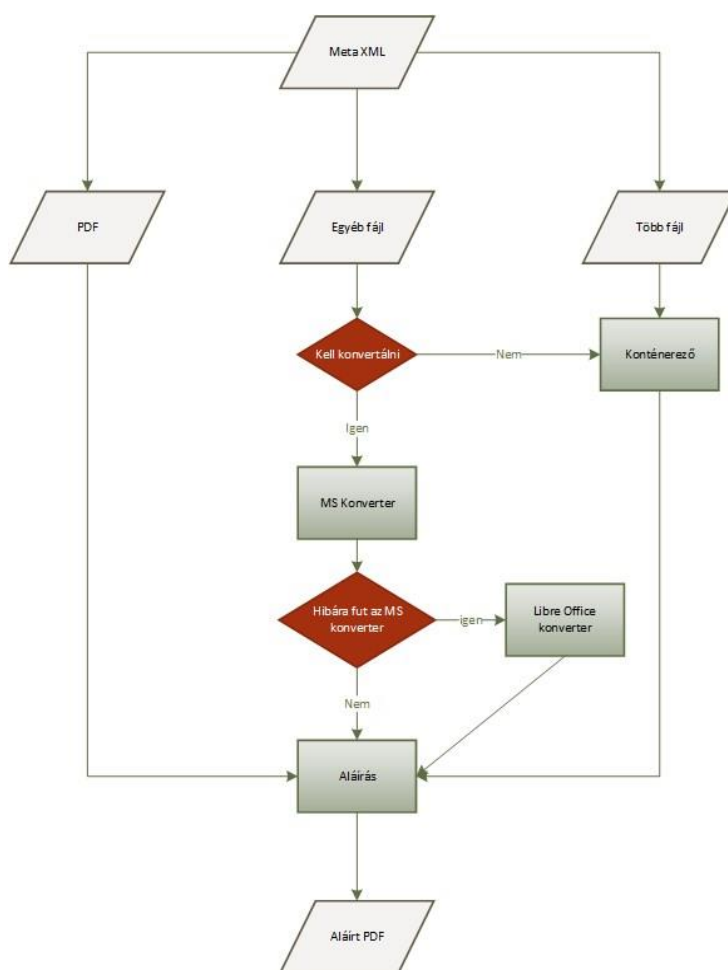 Meta XML
PDF
Egyéb fájl
Több fájl
Kell konvertálni
Nem
Konténerező
Igen
MS Konverter
Hibára fut az MS
konverter
igen
Libre Office
konverter
Nem
Aláírás
Aláírt PDF